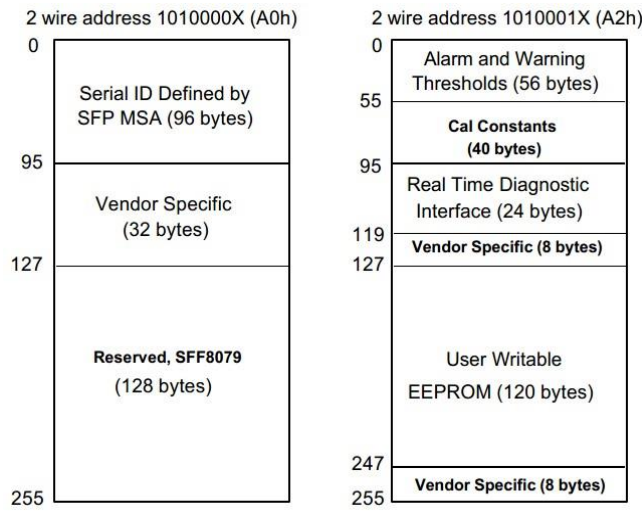 2 wire address 1010000X (A0h)
0
Serial ID Defined by
SFP MSA (96 bytes)
95
Vendor Specific
(32 bytes)
127
Reserved, SFF8079
(128 bytes)
255
2 wire address 1010001X (A2h)
0
Alarm and Warning
Thresholds (56 bytes)
55
Cal Constants
(40 bytes)
95
Real Time Diagnostic
Interface (24 bytes)
119
Vendor Specific (8 bytes)
127
User Writable
EEPROM (120 bytes)
247
Vendor Specific (8 bytes)
255